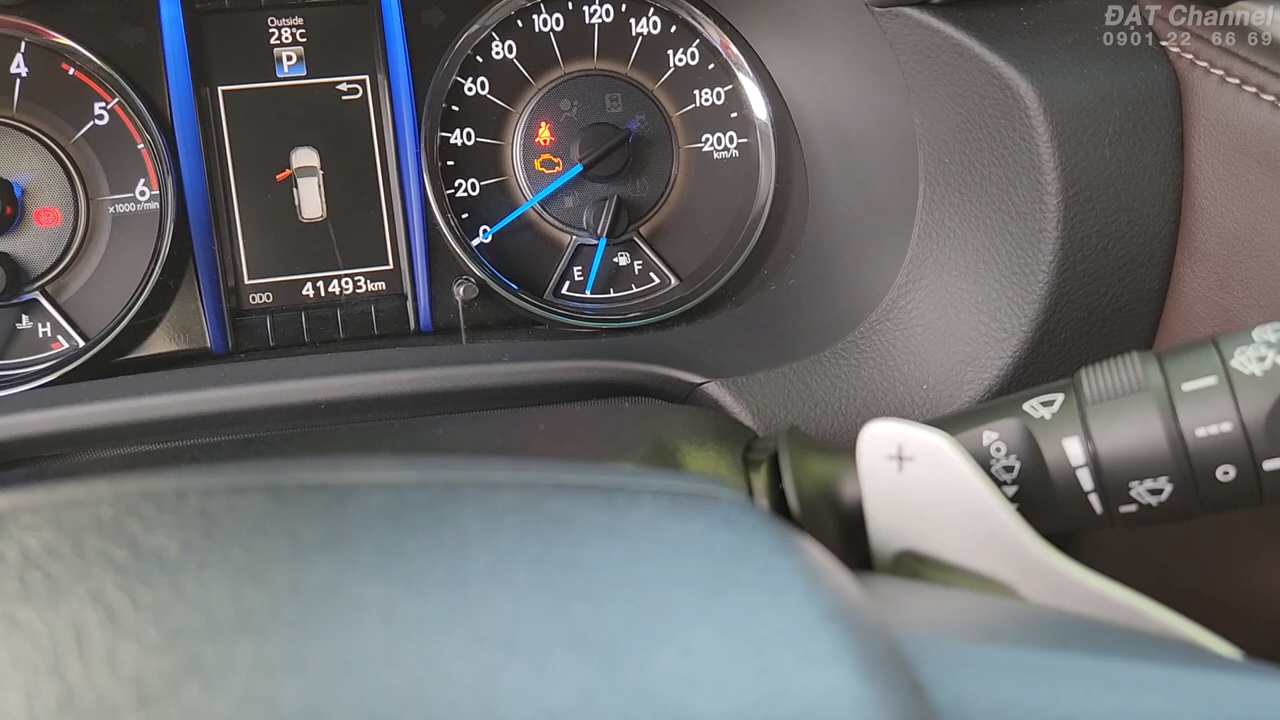 ĐAT Channel
0901 22 66 69
Outside
28°C
P
4
5
6
x1000 r/min
H
ODO 41493km
0
20
40
60
80
100
120
140
160
180
200
km/h
E
F
+